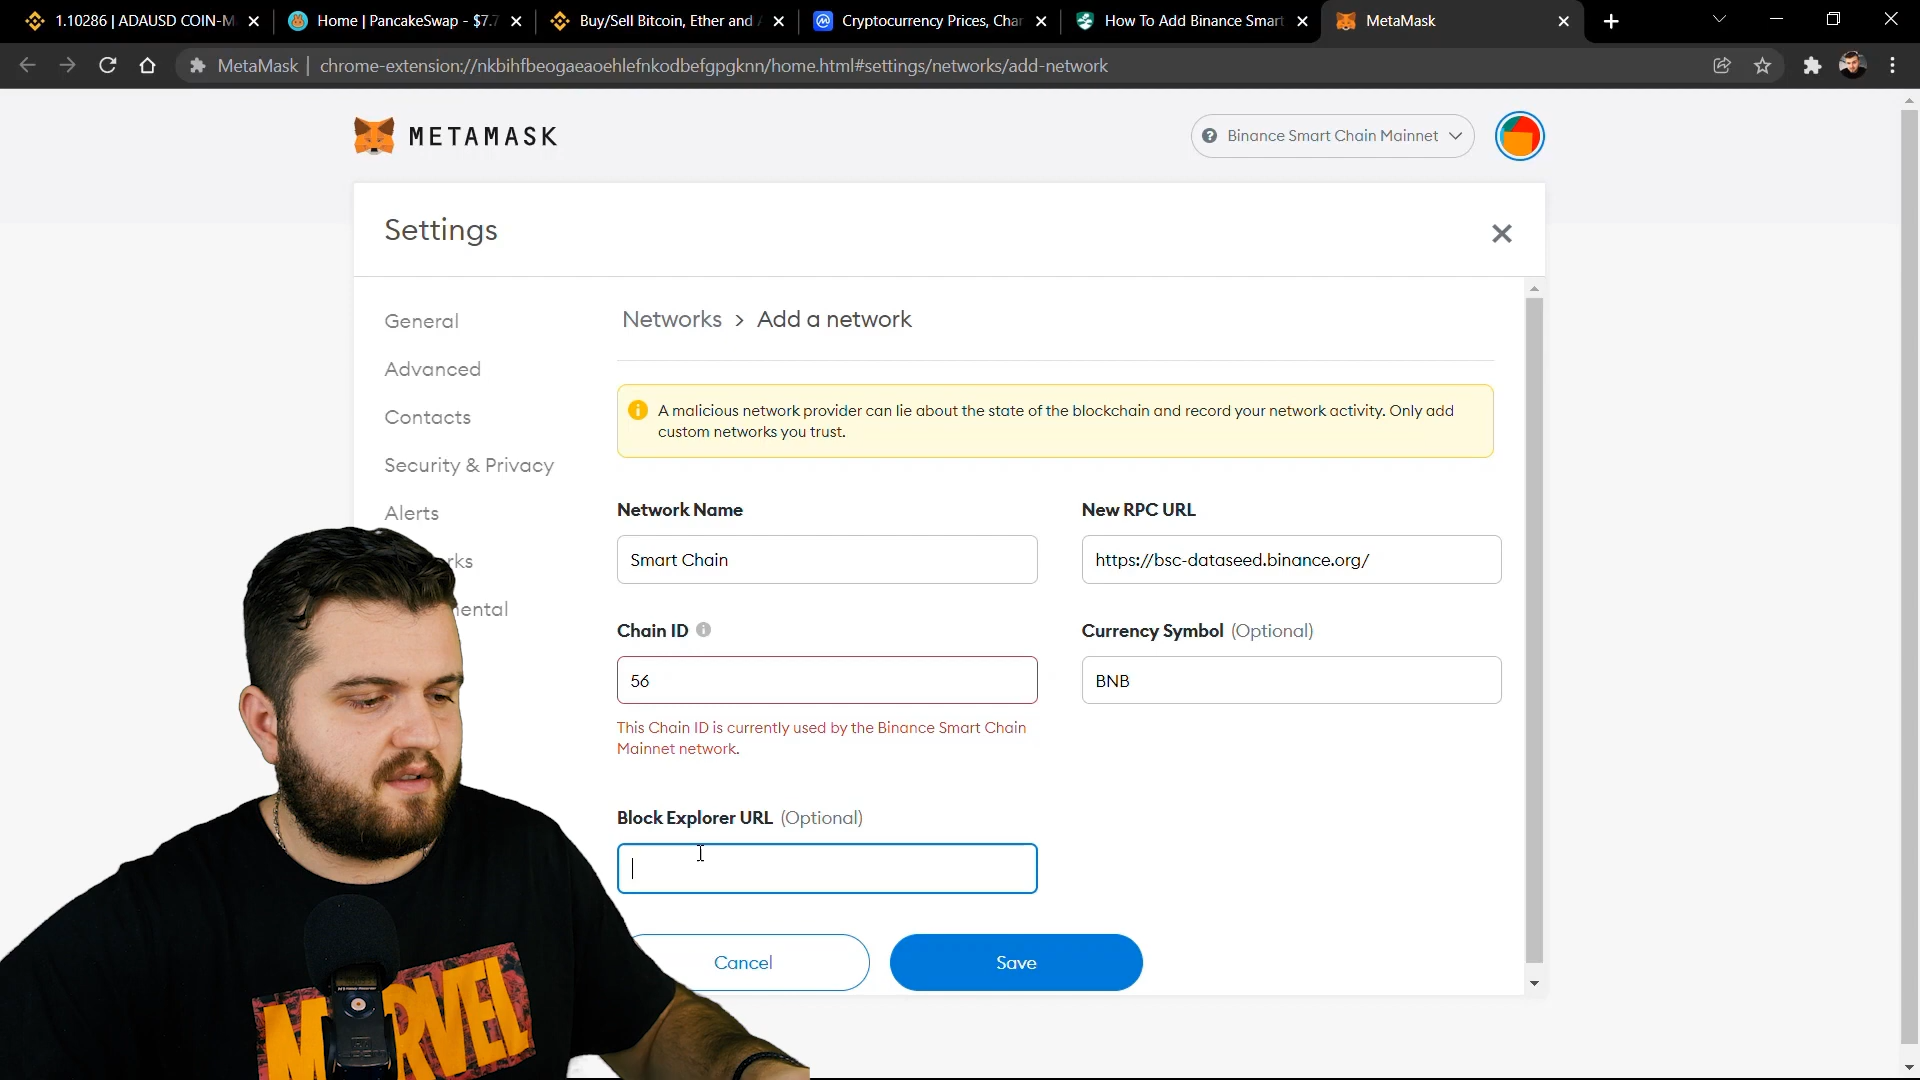 1.10286 | ADAUSD COIN-M
Home | PancakeSwap - $7.7
Buy/Sell Bitcoin, Ether and A
Cryptocurrency Prices, Char
How To Add Binance Smart
MetaMask
MetaMask | chrome-extension://nkbihfbeogaeaoehlefnkodbefgpgknn/home.html#settings/networks/add-network
METAMASK
Binance Smart Chain Mainnet
Settings
General
Advanced
Contacts
Security & Privacy
Alerts
rks
ental
Networks > Add a network
A malicious network provider can lie about the state of the blockchain and record your network activity. Only add
custom networks you trust.
Network Name
New RPC URL
Smart Chain
https://bsc-dataseed.binance.org/
Chain ID
Currency Symbol (Optional)
56
BNB
This Chain ID is currently used by the Binance Smart Chain
Mainnet network.
Block Explorer URL (Optional)
Cancel
Save
MARVEL